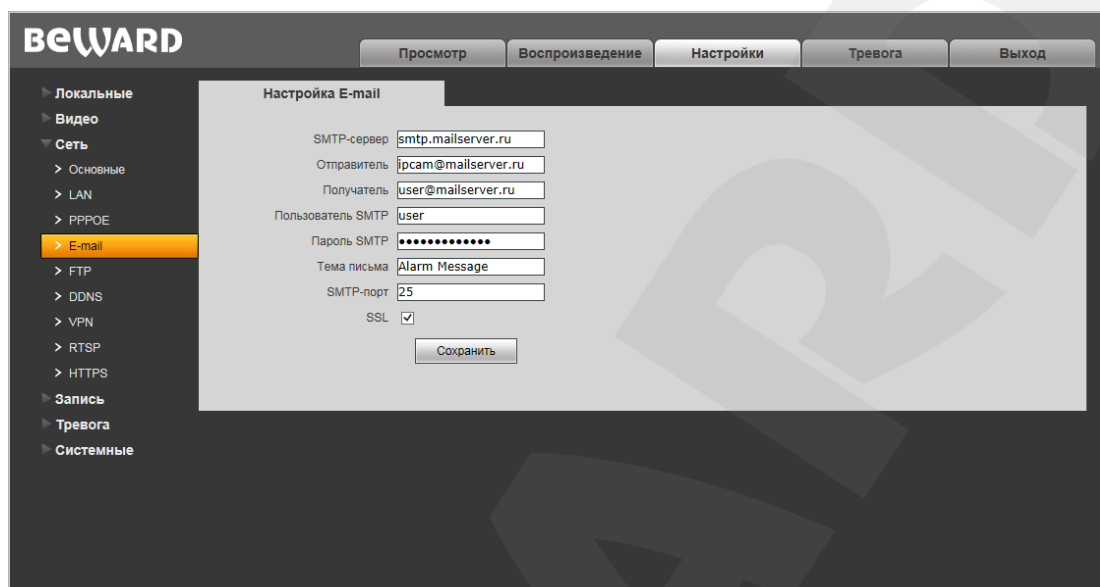 BEWARD
Просмотр
Воспроизведение
Настройки
Тревога
Выход
Локальные
Видео
Сеть
> Основные
> LAN
> PPPOE
> E-mail
> FTP
> DDNS
> VPN
> RTSP
> HTTPS
Запись
Тревога
Системные
Настройка E-mail
SMTP-сервер smtp.mailserver.ru
Отправитель ipcam@mailserver.ru
Получатель user@mailserver.ru
Пользователь SMTP user
Пароль SMTP •••••••••••••
Тема письма Alarm Message
SMTP-порт 25
SSL
Сохранить